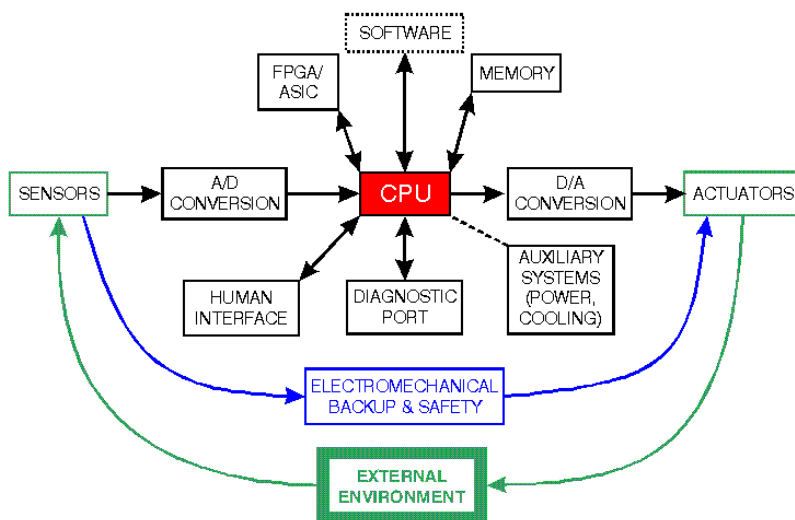 SOFTWARE
FPGA/
ASIC
MEMORY
SENSORS
A/D
CONVERSION
CPU
D/A
CONVERSION
ACTUATORS
HUMAN
INTERFACE
DIAGNOSTIC
PORT
AUXILIARY
SYSTEMS
(POWER,
COOLING)
ELECTROMECHANICAL
BACKUP & SAFETY
EXTERNAL
ENVIRONMENT